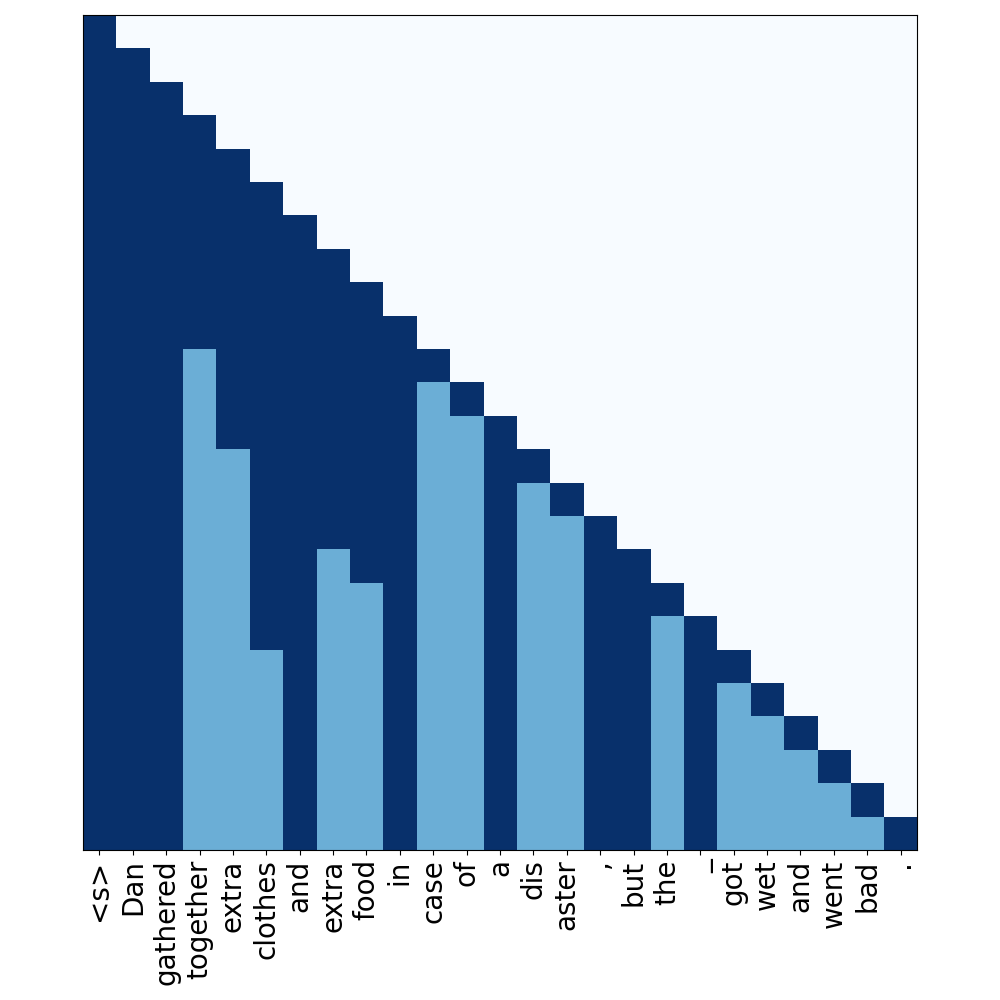 <s> Dan gathered together extra clothes and extra food in case of a dis aster , but the _ got wet and went bad .